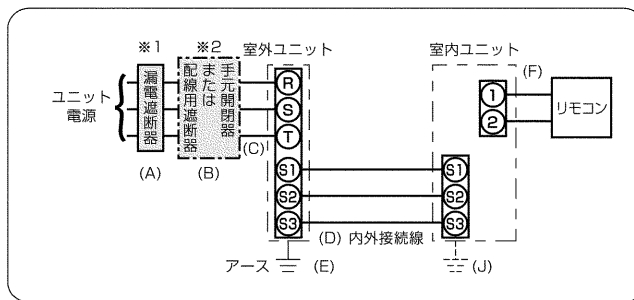 ※1
※2
室外ユニット
室内ユニット
ユニット
電源
漏電遮断器
手元開閉器
または
配線用遮断器
(A)
(B)
(C)
R
S
T
S1
S2
S3
(D) 内外接続線
アース
(E)
1
2
(F)
リモコン
S1
S2
S3
(J)